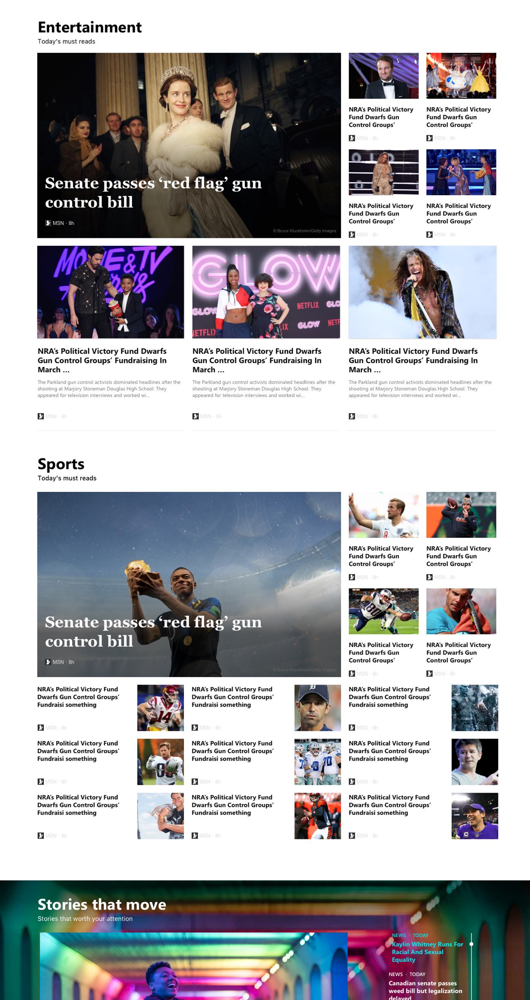 Entertainment
Today's must reads
Senate passes ‘red flag’ gun
control bill
MSN · 8h
© Bruce Kluckhohn/Getty Images
NRA’s Political Victory
Fund Dwarfs Gun
Control Groups’
MSN · 8h
NRA’s Political Victory
Fund Dwarfs Gun
Control Groups’
MSN · 8h
NRA’s Political Victory
Fund Dwarfs Gun
Control Groups’
MSN · 8h
NRA’s Political Victory
Fund Dwarfs Gun
Control Groups’
MSN · 8h
MOVIE & TV
NRA’s Political Victory Fund Dwarfs
Gun Control Groups’ Fundraising In
March ...
The Parkland gun control activists dominated headlines after the
shooting at Marjory Stoneman Douglas High School. They
appeared for television interviews and worked wi...
MSN · 8h
GLOW
GLOW
NETFLIX
GLO
GLOW
NETFLIX
LIX
NETF
NRA’s Political Victory Fund Dwarfs
Gun Control Groups’ Fundraising In
March ...
The Parkland gun control activists dominated headlines after the
shooting at Marjory Stoneman Douglas High School. They
appeared for television interviews and worked wi...
MSN · 8h
NRA’s Political Victory Fund Dwarfs
Gun Control Groups’ Fundraising In
March ...
The Parkland gun control activists dominated headlines after the
shooting at Marjory Stoneman Douglas High School. They
appeared for television interviews and worked wi...
MSN · 8h
Sports
Today's must reads
Senate passes ‘red flag’ gun
control bill
MSN · 8h
© Bruce Kluckhohn/Getty Images
9
NRA’s Political Victory
Fund Dwarfs Gun
Control Groups’
MSN · 8h
BENGALS
NRA’s Political Victory
Fund Dwarfs Gun
Control Groups’
MSN · 8h
80
NRA’s Political Victory
Fund Dwarfs Gun
Control Groups’
MSN · 8h
NRA’s Political Victory
Fund Dwarfs Gun
Control Groups’
MSN · 8h
NRA’s Political Victory Fund
Dwarfs Gun Control Groups’
Fundraisi something
MSN · 8h
14
NRA’s Political Victory Fund
Dwarfs Gun Control Groups’
Fundraisi something
MSN · 8h
D
NRA’s Political Victory Fund
Dwarfs Gun Control Groups’
Fundraisi something
MSN · 8h
NRA’s Political Victory Fund
Dwarfs Gun Control Groups’
Fundraisi something
MSN · 8h
NRA’s Political Victory Fund
Dwarfs Gun Control Groups’
Fundraisi something
MSN · 8h
9
70
NRA’s Political Victory Fund
Dwarfs Gun Control Groups’
Fundraisi something
MSN · 8h
NRA’s Political Victory Fund
Dwarfs Gun Control Groups’
Fundraisi something
MSN · 8h
NRA’s Political Victory Fund
Dwarfs Gun Control Groups’
Fundraisi something
MSN · 8h
NRA’s Political Victory Fund
Dwarfs Gun Control Groups’
Fundraisi something
MSN · 8h
C
Stories that move
Stories that worth your attention
NEWS · TODAY
Kaylin Whitney Runs For
Racial And Sexual
Equality
NEWS · TODAY
Canadian senate passes
weed bill but legalization
delayed